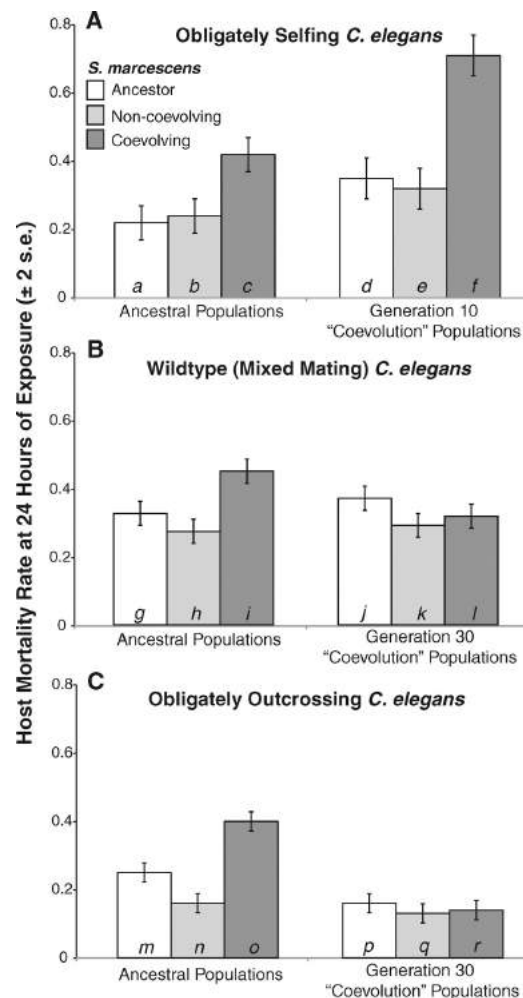 Host Mortality Rate at 24 Hours of Exposure (± 2 s.e.)
A
Obligately Selfing C. elegans
S. marcescens
Ancestor
Non-coevolving
Coevolving
0.8
0.6
0.4
0.2
0
a b c d e f
Ancestral Populations
Generation 10
"Coevolution" Populations
B
Wildtype (Mixed Mating) C. elegans
0.8
0.6
0.4
0.2
0
g h i j k l
Ancestral Populations
Generation 30
"Coevolution" Populations
C
Obligately Outcrossing C. elegans
0.8
0.6
0.4
0.2
0
m n o p q r
Ancestral Populations
Generation 30
"Coevolution" Populations